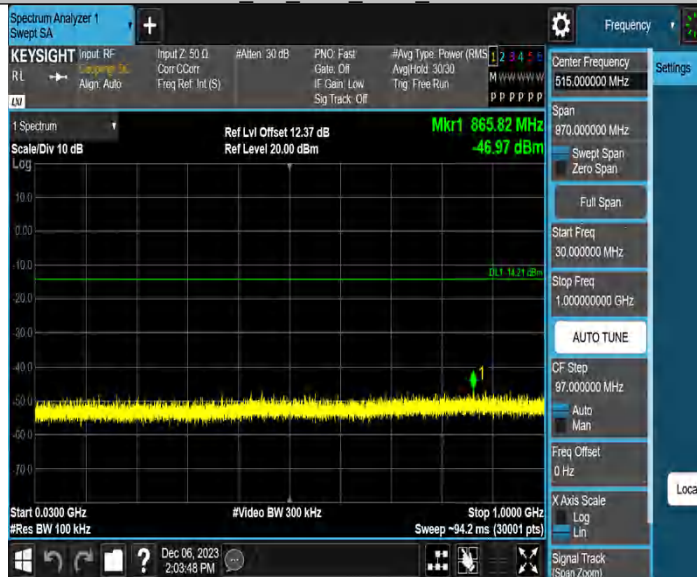 Spectrum Analyzer 1
Swept SA
+
Frequency
KEYSIGHT Input: RF
RL
Coupling: DC
Align: Auto
Input Z: 50 Ω
Corr CCorr
Freq Ref: Int (S)
#Atten: 30 dB
PNO: Fast
Gate: Off
IF Gain: Low
Sig Track: Off
#Avg Type: Power (RMS
Avg|Hold: 30/30
Trig: Free Run
1 2 3 4 5 6
M W W W W W
P P P P P P
LXI
1 Spectrum
Scale/Div 10 dB
Log
Ref Lvl Offset 12.37 dB
Ref Level 20.00 dBm
Mkr1 865.82 MHz
-46.97 dBm
10.0
0.00
-10.0
DL1 -14.21 dBm
-20.0
-30.0
-40.0
1
-50.0
-60.0
-70.0
Start 0.0300 GHz
#Res BW 100 kHz
#Video BW 300 kHz
Stop 1.0000 GHz
Sweep ~94.2 ms (30001 pts)
?
Dec 06, 2023
2:03:48 PM
Center Frequency
515.000000 MHz
Settings
Span
970.000000 MHz
Swept Span
Zero Span
Full Span
Start Freq
30.000000 MHz
Stop Freq
1.000000000 GHz
AUTO TUNE
CF Step
97.000000 MHz
Auto
Man
Freq Offset
0 Hz
X Axis Scale
Log
Lin
Loca
Signal Track
(Span Zoom)